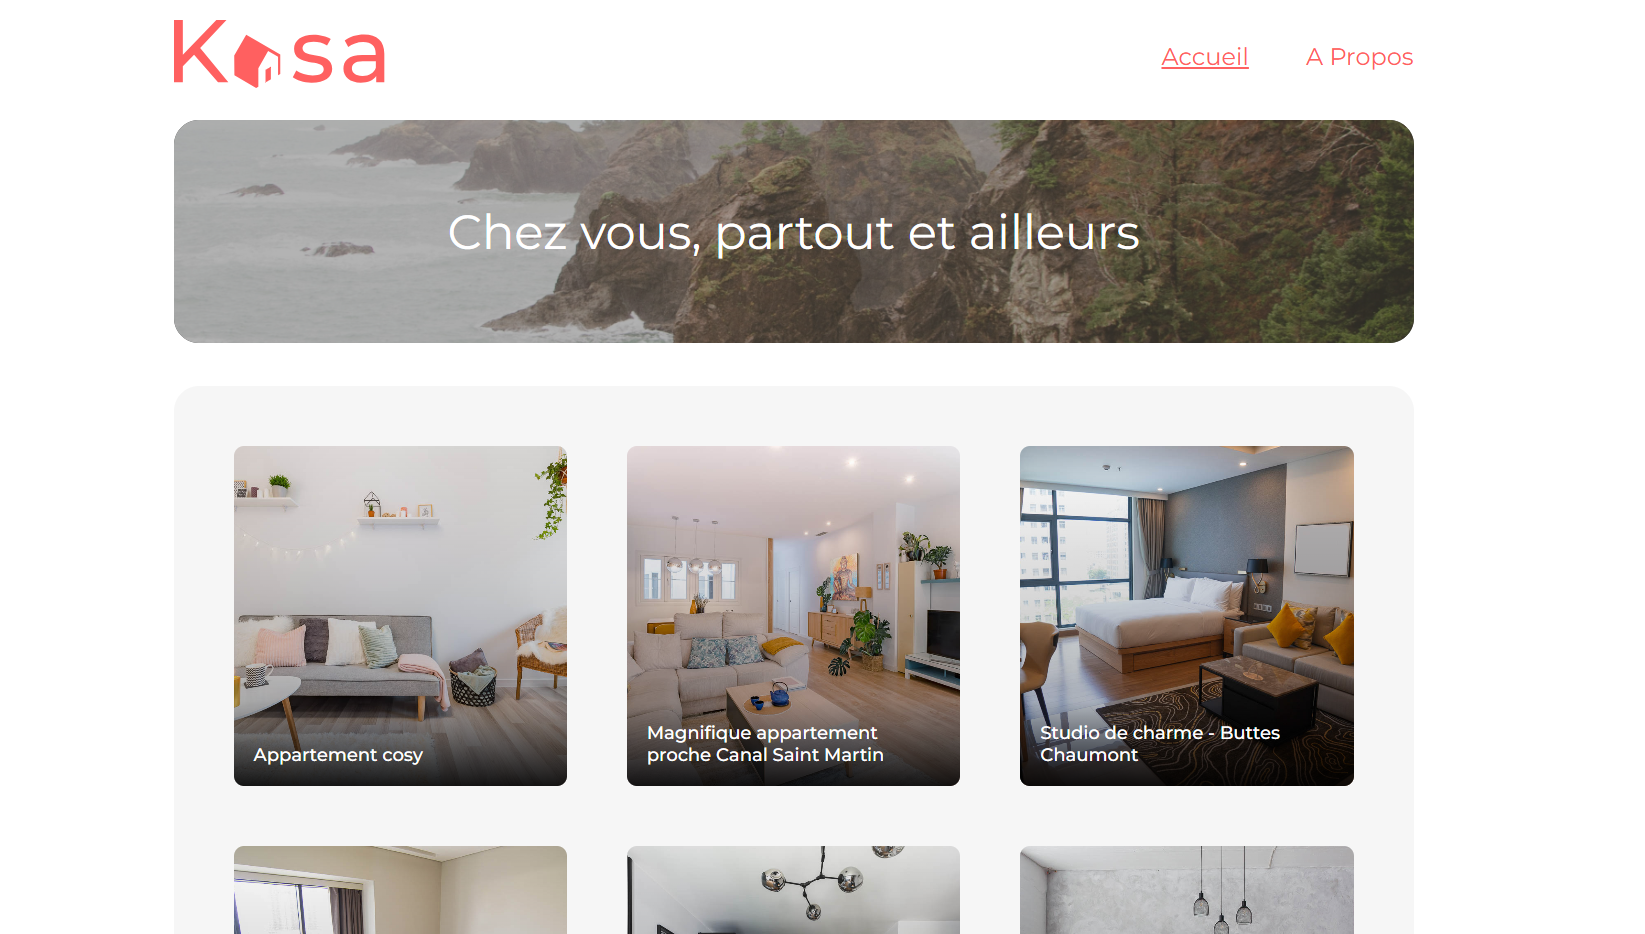 Kasa
Accueil
A Propos
Chez vous, partout et ailleurs
Appartement cosy
Magnifique appartement
proche Canal Saint Martin
Studio de charme - Buttes
Chaumont